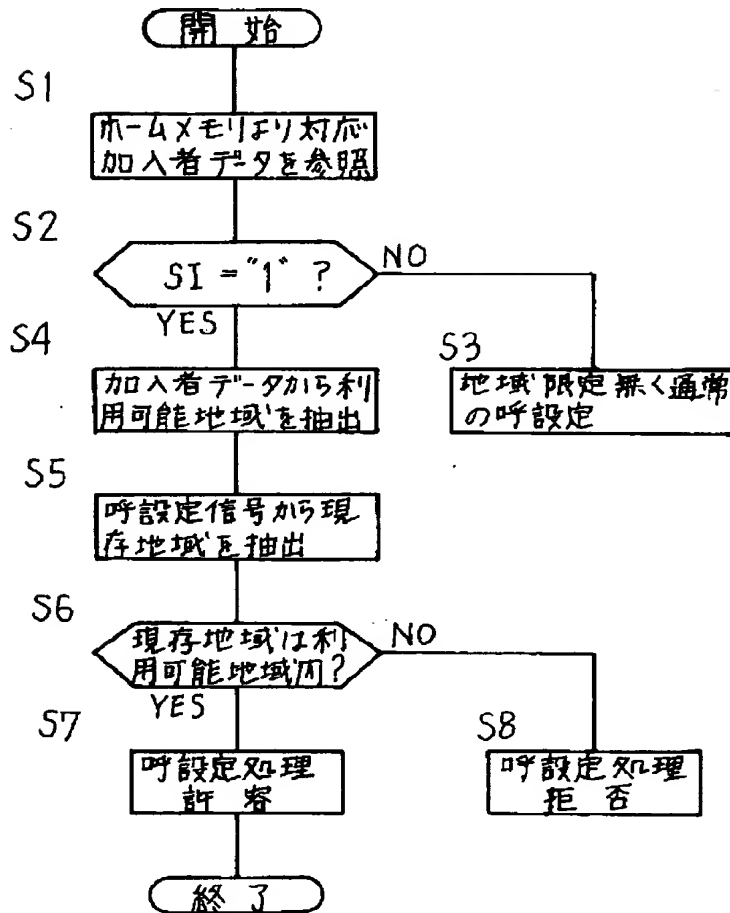 開始
S1
ホームメモリより対応
加入者データを参照
S2
SI="1"?
NO
YES
S4
加入者データから利
用可能地域を抽出
S3
地域限定無く通常
の呼設定
S5
呼設定信号から現
存地域を抽出
S6
現存地域は利
用可能地域内?
NO
YES
S7
呼設定処理
許容
S8
呼設定処理
拒否
終了